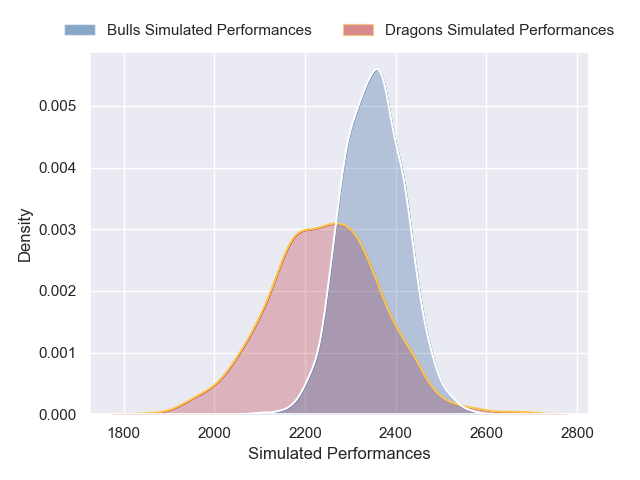 Bulls Simulated Performances Dragons Simulated Performances
0.005
0.004
0.003
0.002
0.001
0.000
Density
1800 2000 2200 2400 2600 2800
Simulated Performances